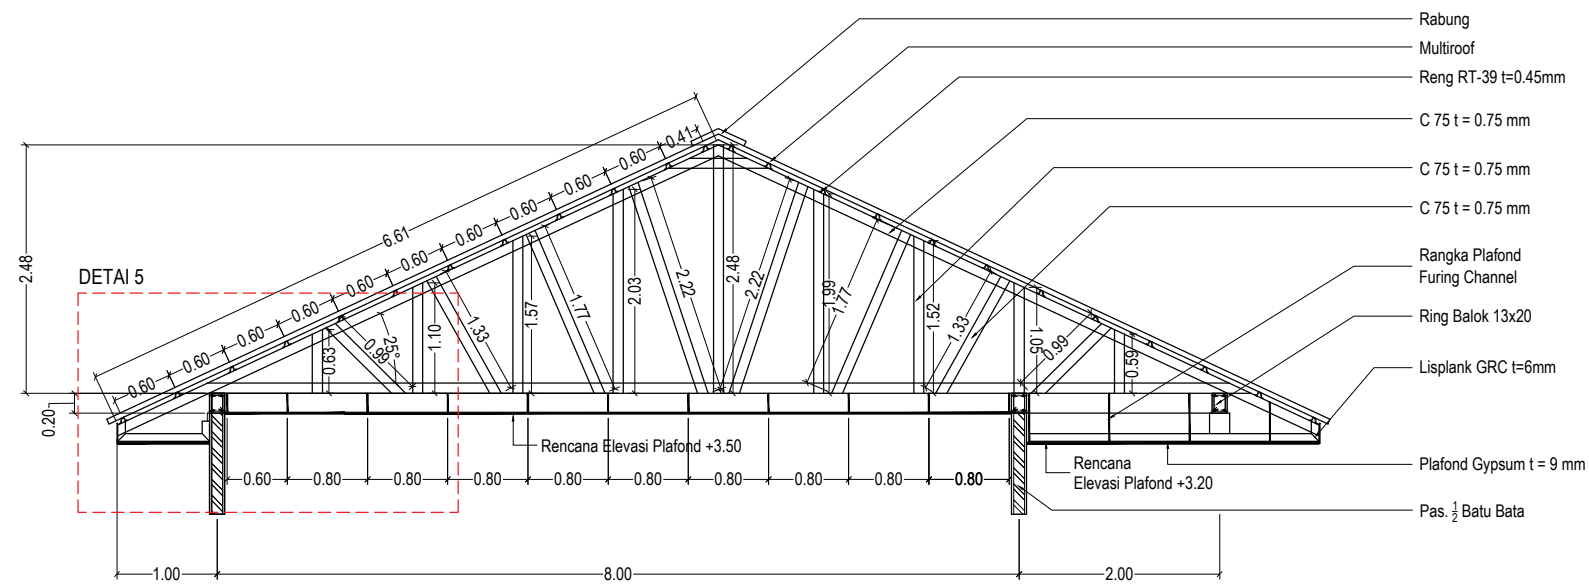 Rabung
Multiroof
Reng RT-39 t=0.45mm
C 75 t = 0.75 mm
C 75 t = 0.75 mm
C 75 t = 0.75 mm
Rangka Plafond
Furing Channel
Ring Balok 13x20
Lisplank GRC t=6mm
Plafond Gypsum t = 9 mm
Pas. ½ Batu Bata
DETAI 5
2.48
0.20
6.61
0.60
0.60
0.60
0.60
0.60
0.60
0.60
0.60
0.60
0.60
0.41
0.63
0.99
25°
1.10
1.33
1.57
1.77
2.03
2.22
2.48
2.22
1.99
1.77
1.52
1.33
1.05
0.99
0.59
Rencana Elevasi Plafond +3.50
Rencana
Elevasi Plafond +3.20
0.60
0.80
0.80
0.80
0.80
0.80
0.80
0.80
0.80
0.80
1.00
8.00
2.00